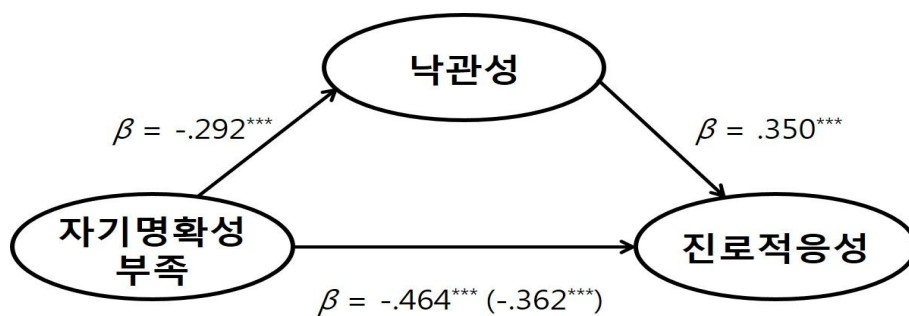 낙관성
β = -.292***
β = .350***
자기명확성
부족
진로적응성
β = -.464*** (-.362***)